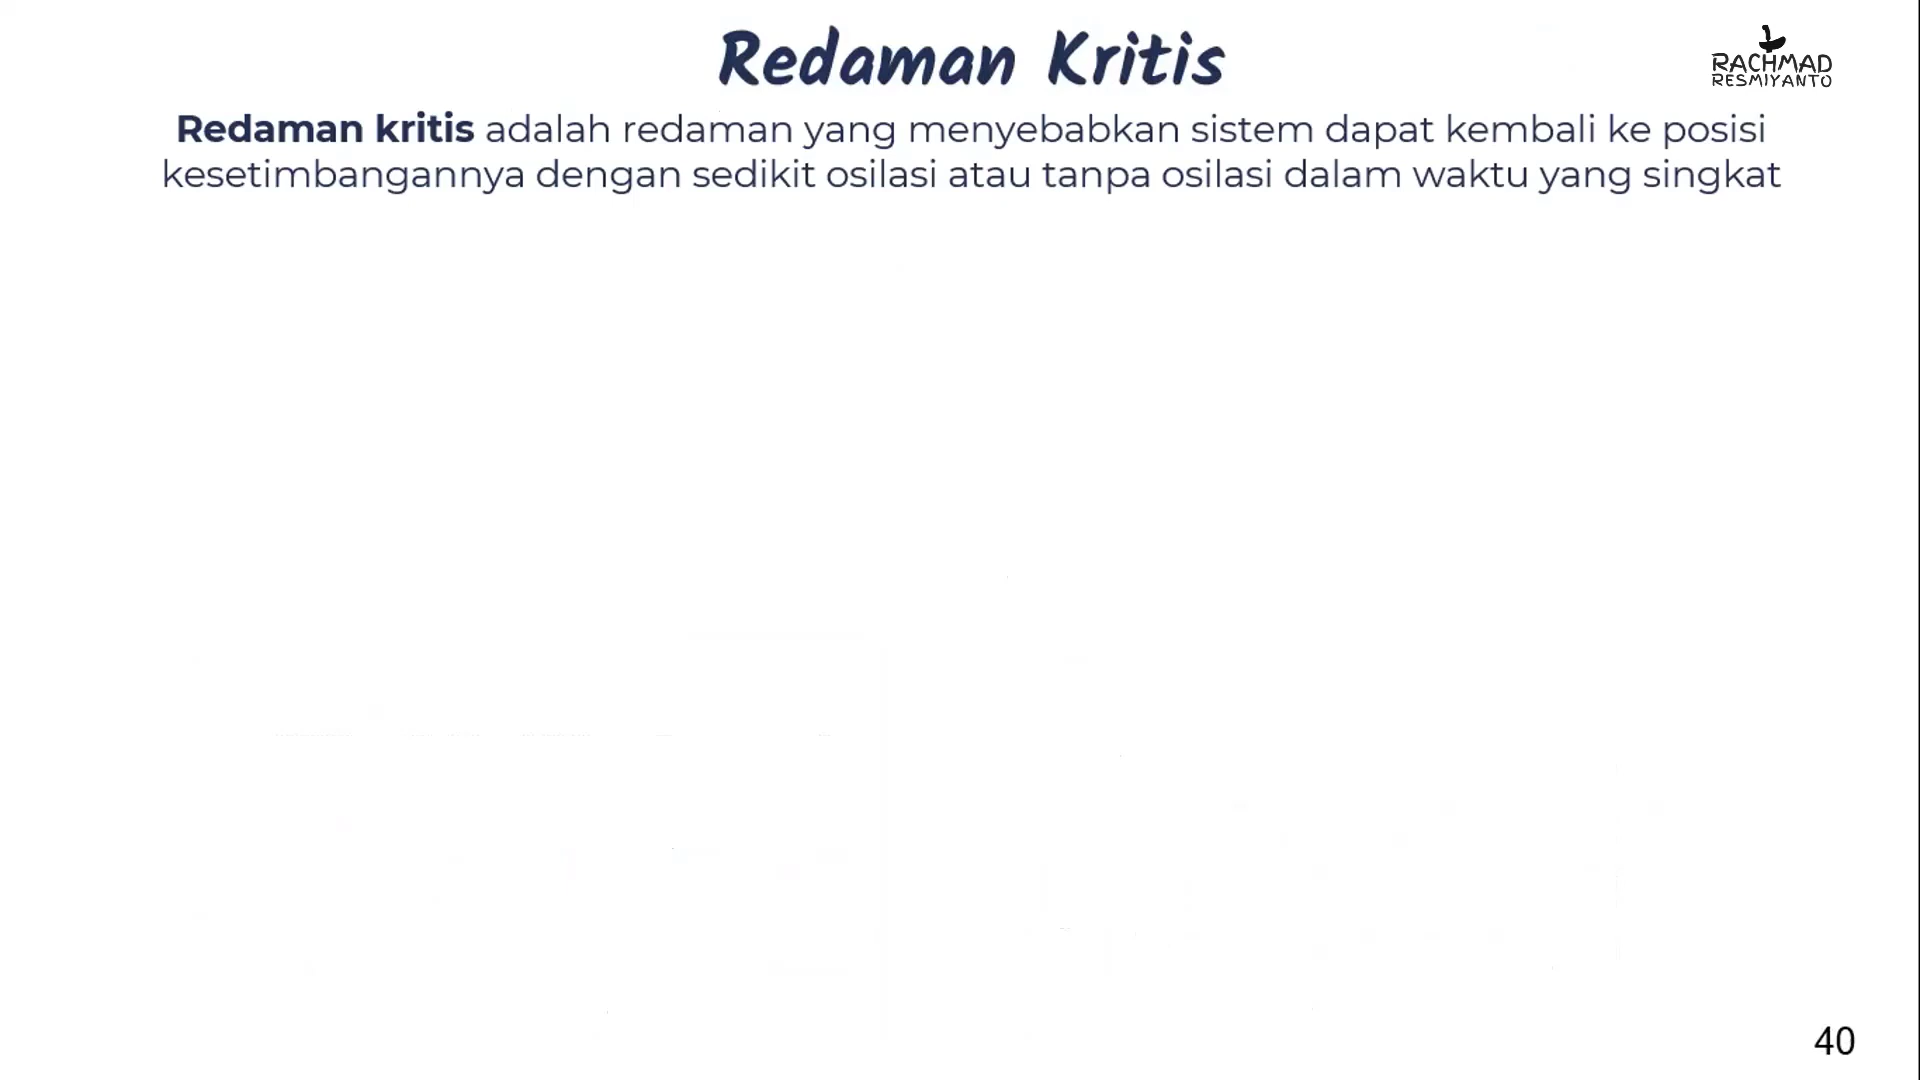 Redaman Kritis
RACHMAD
RESMIYANTO
Redaman kritis adalah redaman yang menyebabkan sistem dapat kembali ke posisi
kesetimbangannya dengan sedikit osilasi atau tanpa osilasi dalam waktu yang singkat
40